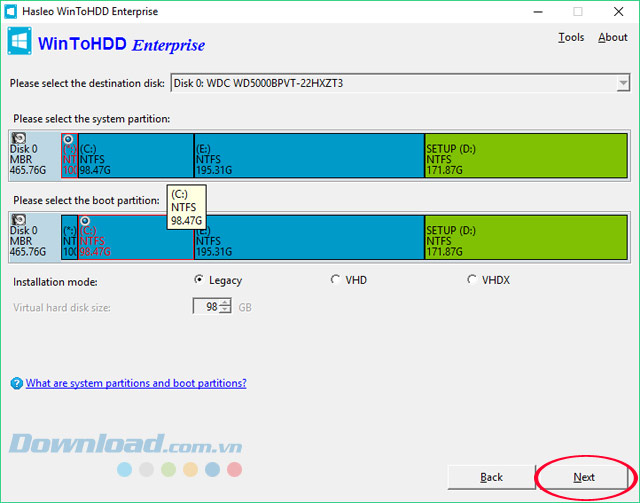 Hasleo WinToHDD Enterprise
WinToHDD Enterprise
Tools About
Please select the destination disk: Disk 0: WDC WD5000BPVT-22HXZT3
Please select the system partition:
Disk 0
MBR
465.76G
(*:)
NT
100
(C:)
NTFS
98.47G
(E:)
NTFS
195.31G
SETUP (D:)
NTFS
171.87G
(C:)
NTFS
98.47G
Please select the boot partition:
Disk 0
MBR
465.76G
(*:)
NT
100
(C:)
NTFS
98.47G
(E:)
NTFS
195.31G
SETUP (D:)
NTFS
171.87G
Installation mode: Legacy VHD VHDX
Virtual hard disk size: 98 GB
What are system partitions and boot partitions?
Download.com.vn
Back Next